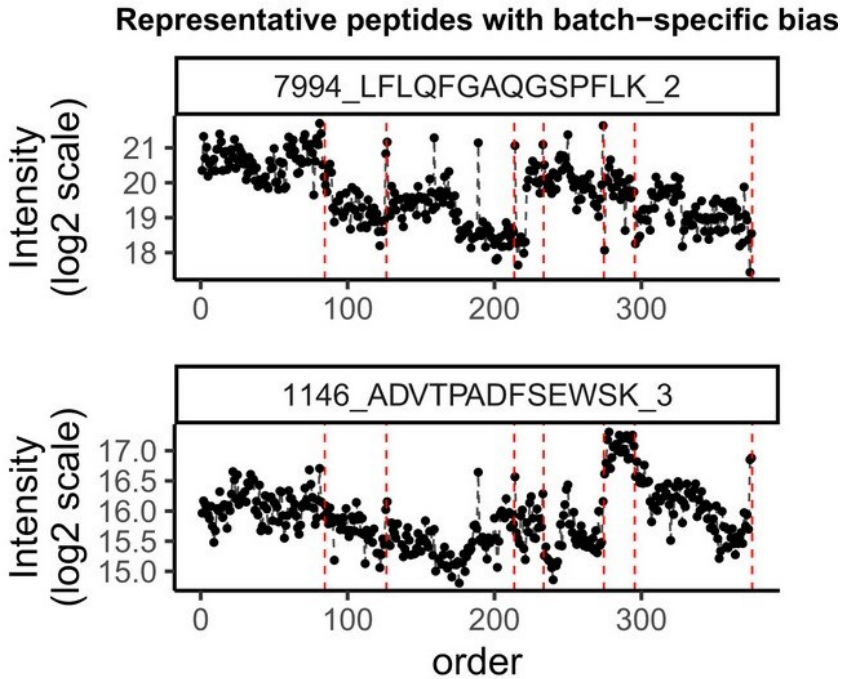 Representative peptides with batch−specific bias
7994_LFLQFGAQGSPFLK_2
Intensity
(log2 scale)
21
20
19
18
0 100 200 300
1146_ADVTPADFSEWSK_3
Intensity
(log2 scale)
17.0
16.5
16.0
15.5
15.0
0 100 200 300
order